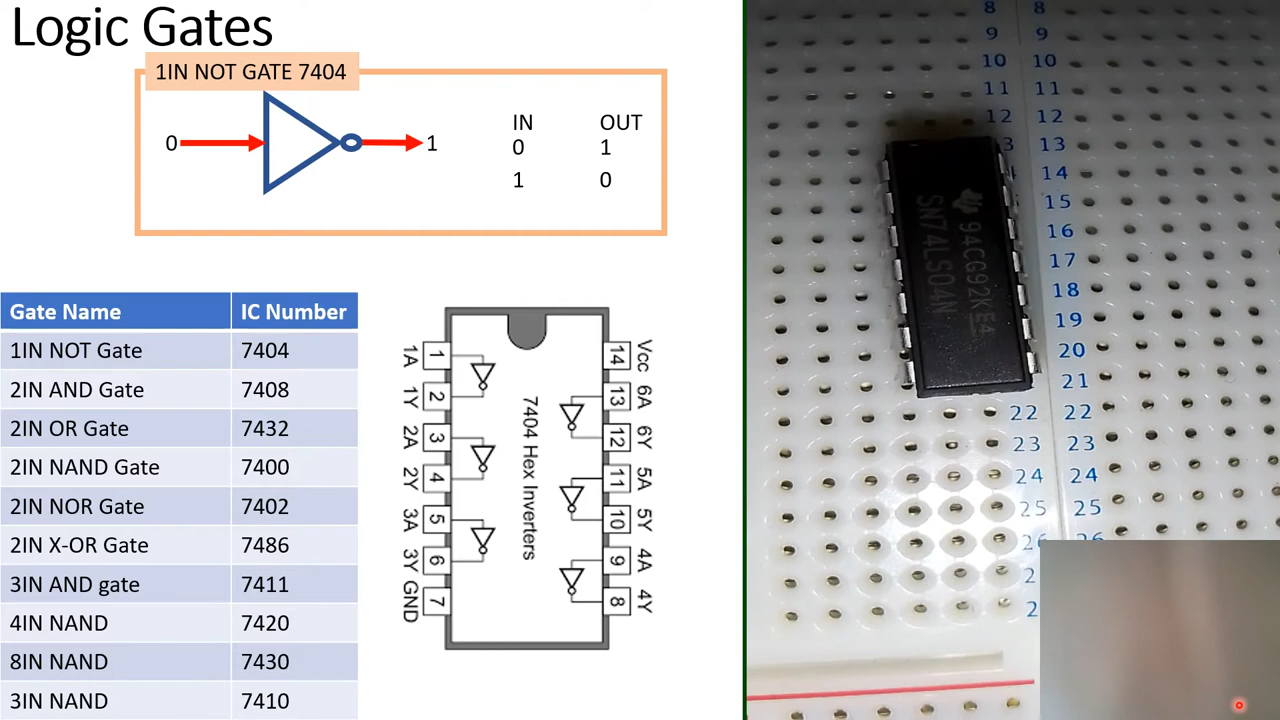 Logic Gates
1IN NOT GATE 7404
0
1
IN OUT
0 1
1 0
Gate Name IC Number
1IN NOT Gate 7404
2IN AND Gate 7408
2IN OR Gate 7432
2IN NAND Gate 7400
2IN NOR Gate 7402
2IN X-OR Gate 7486
3IN AND gate 7411
4IN NAND 7420
8IN NAND 7430
3IN NAND 7410
1A 1 14 Vcc
1Y 2 13 6A
2A 3 12 6Y
2Y 4 11 5A
3A 5 10 5Y
3Y 6 9 4A
GND 7 8 4Y
7404 Hex Inverters
94CG92KE4
SN74LS04N
8 8
9 9
10 10
11 11
12 12
3 13
14
15
16
17
18
19
20
21
22 22
23 23
24 24
25 25
26 26
2
2